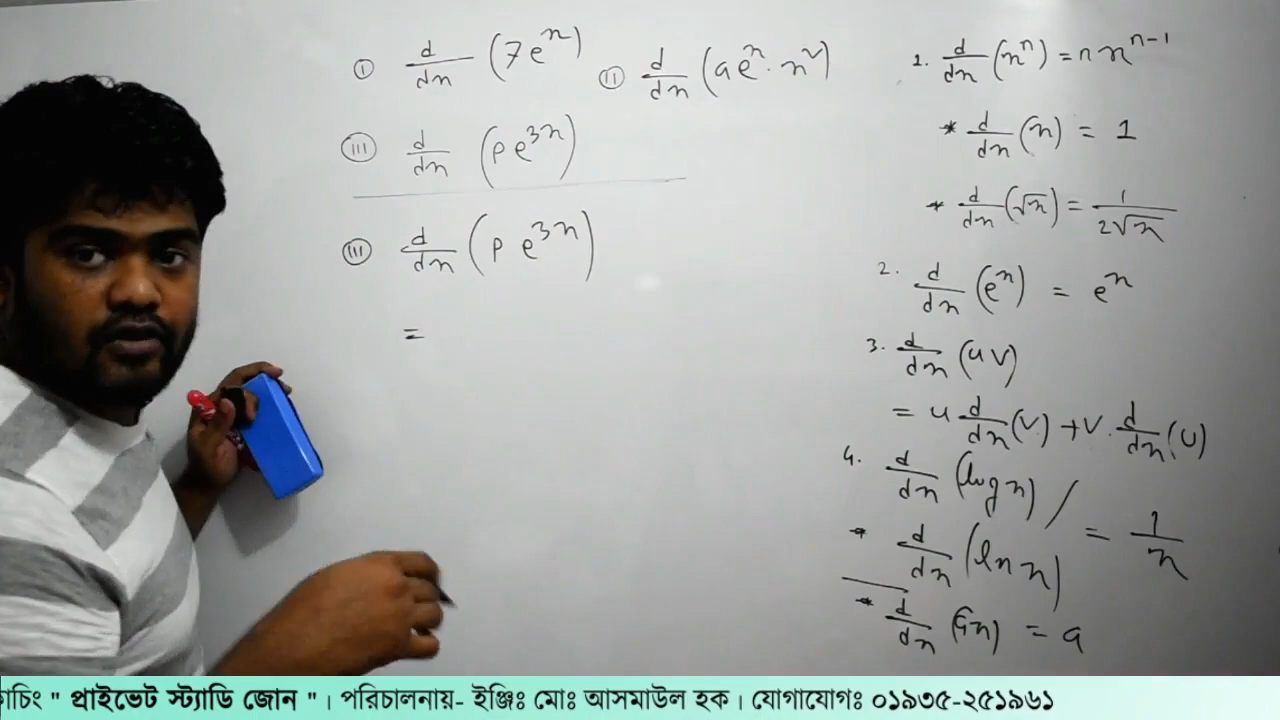 (i) d/dx (7e^x) (ii) d/dx (ae^x · x^2)
(iii) d/dx (pe^{3x})
(iii) d/dx (p e^{3x})
=
1. d/dx (x^n) = n x^{n-1}
* d/dx (x) = 1
* d/dx (√x) = 1/(2√x)
2. d/dx (e^x) = e^x
3. d/dx (uv)
= u d/dx (v) + v · d/dx (u)
4. d/dx (log x) /
* d/dx (ln x) = 1/x
* d/dx (ax) = a
" প্রাইভেট স্ট্যাডি জোন " । পরিচালনায়- ইঞ্জিঃ মোঃ আসমাউল হক । যোগাযোগঃ ০১৯৩৫-২৫১৯৬১